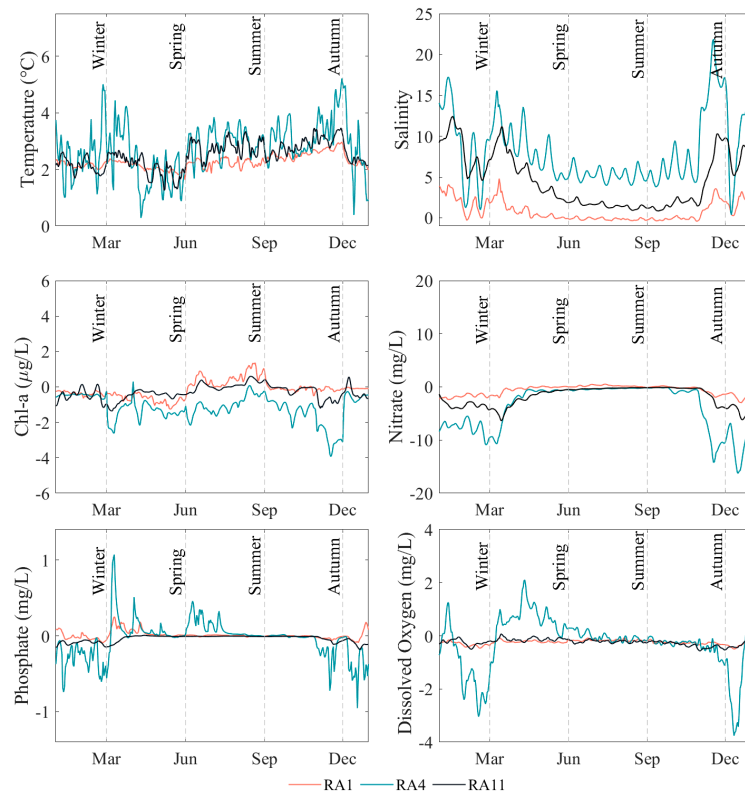 Temperature (°C)
6
4
2
0
Winter
Spring
Summer
Autumn
Mar
Jun
Sep
Dec
Salinity
25
20
15
10
5
0
Winter
Spring
Summer
Autumn
Mar
Jun
Sep
Dec
Chl-a (μg/L)
6
4
2
0
-2
-4
-6
Winter
Spring
Summer
Autumn
Mar
Jun
Sep
Dec
Nitrate (mg/L)
20
10
0
-10
-20
Winter
Spring
Summer
Autumn
Mar
Jun
Sep
Dec
Phosphate (mg/L)
1
0
-1
Winter
Spring
Summer
Autumn
Mar
Jun
Sep
Dec
Dissolved Oxygen (mg/L)
4
2
0
-2
-4
Winter
Spring
Summer
Autumn
Mar
Jun
Sep
Dec
RA1 RA4 RA11